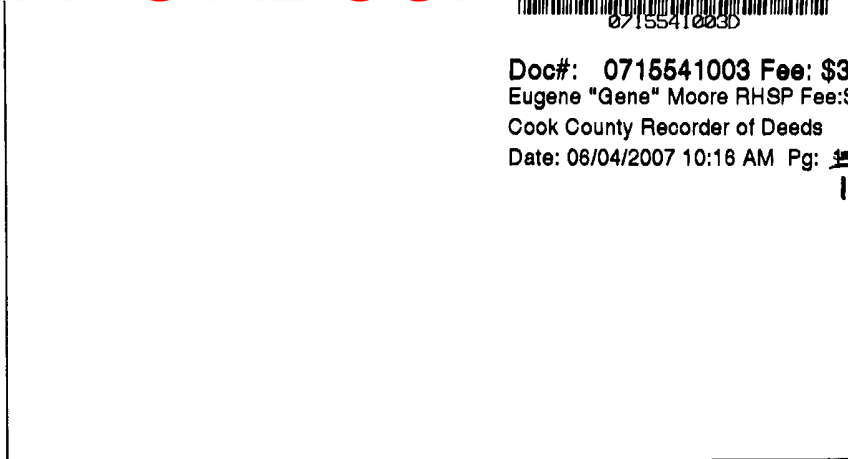 0715541003D
Doc#: 0715541003 Fee: $3
Eugene "Gene" Moore RHSP Fee:$
Cook County Recorder of Deeds
Date: 06/04/2007 10:16 AM Pg:
1